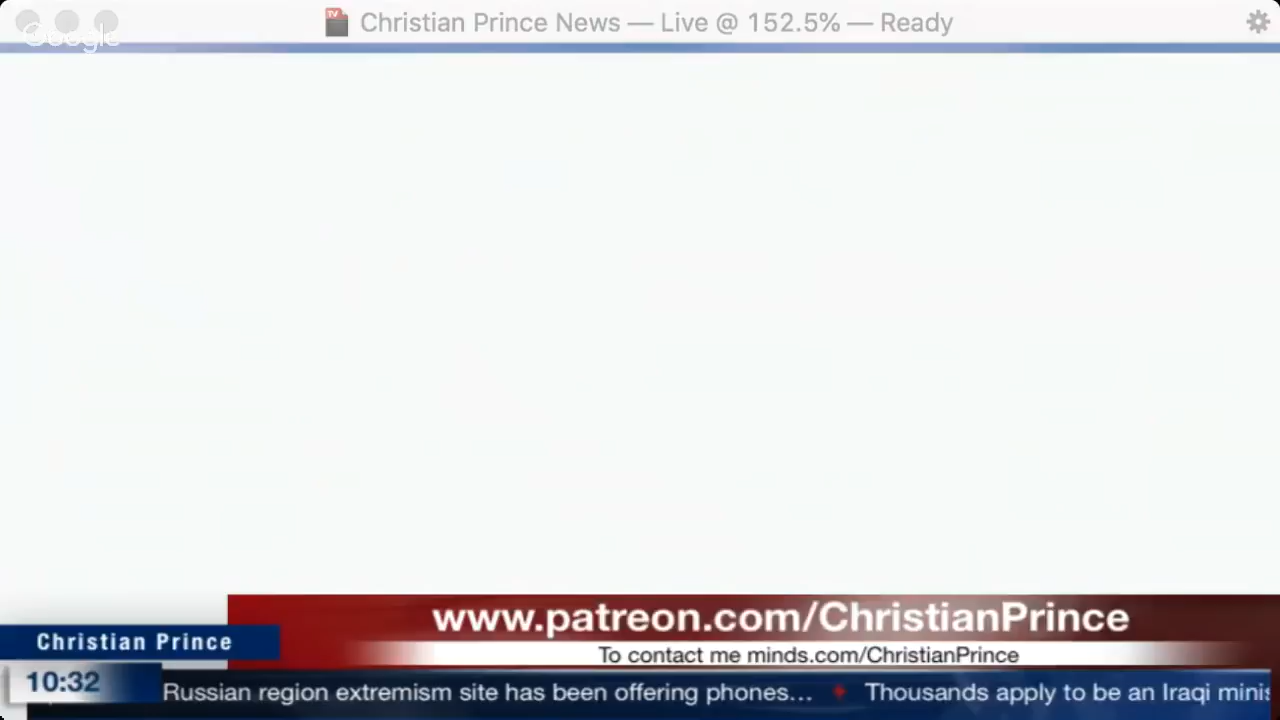 Christian Prince News — Live @ 152.5% — Ready
Google
www.patreon.com/ChristianPrince
Christian Prince
To contact me minds.com/ChristianPrince
10:32
Russian region extremism site has been offering phones... ♦ Thousands apply to be an Iraqi